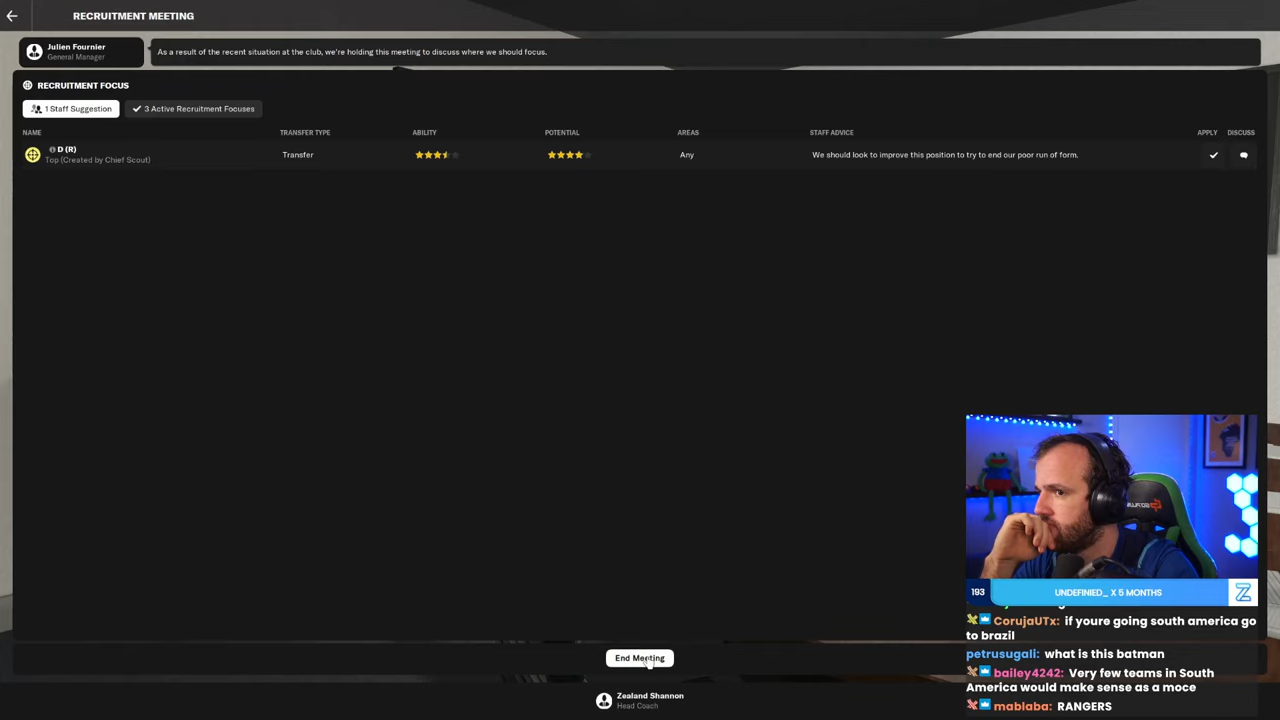 RECRUITMENT MEETING
Julien Fournier
General Manager
As a result of the recent situation at the club, we're holding this meeting to discuss where we should focus.
RECRUITMENT FOCUS
1 Staff Suggestion
3 Active Recruitment Focuses
NAME TRANSFER TYPE ABILITY POTENTIAL AREAS STAFF ADVICE APPLY DISCUSS
D (R)
Top (Created by Chief Scout)
Transfer
Any
We should look to improve this position to try to end our poor run of form.
193 UNDEFINIED_ X 5 MONTHS
CorujaUTx: if youre going south america go
to brazil
petrusugali: what is this batman
bailey4242: Very few teams in South
America would make sense as a moce
mablaba: RANGERS
End Meeting
Zealand Shannon
Head Coach